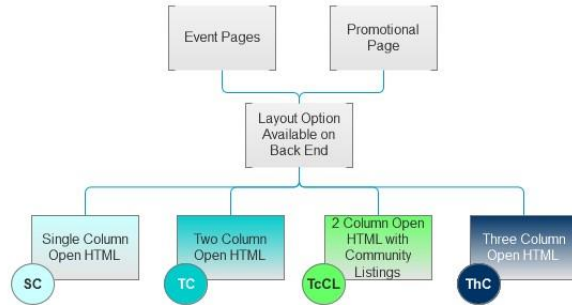 Event Pages
Promotional
Page
Layout Option
Available on
Back End
Single Column
Open HTML
SC
Two Column
Open HTML
TC
2 Column Open
HTML with
Community
Listings
TcCL
Three Column
Open HTML
ThC